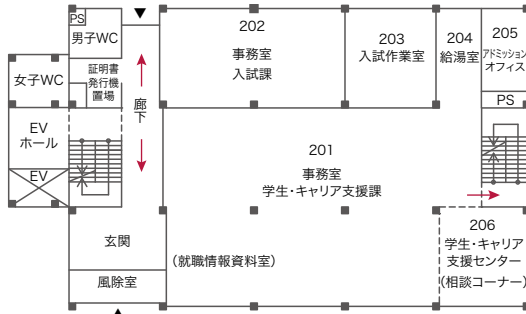 PS
男子WC
女子WC
証明書
発行機
置場
EV
ホール
EV
廊下
202
事務室
入試課
203
入試作業室
204
給湯室
205
アドミッション
オフィス
PS
201
事務室
学生・キャリア支援課
206
学生・キャリア
支援センター
(相談コーナー)
玄関
(就職情報資料室)
風除室